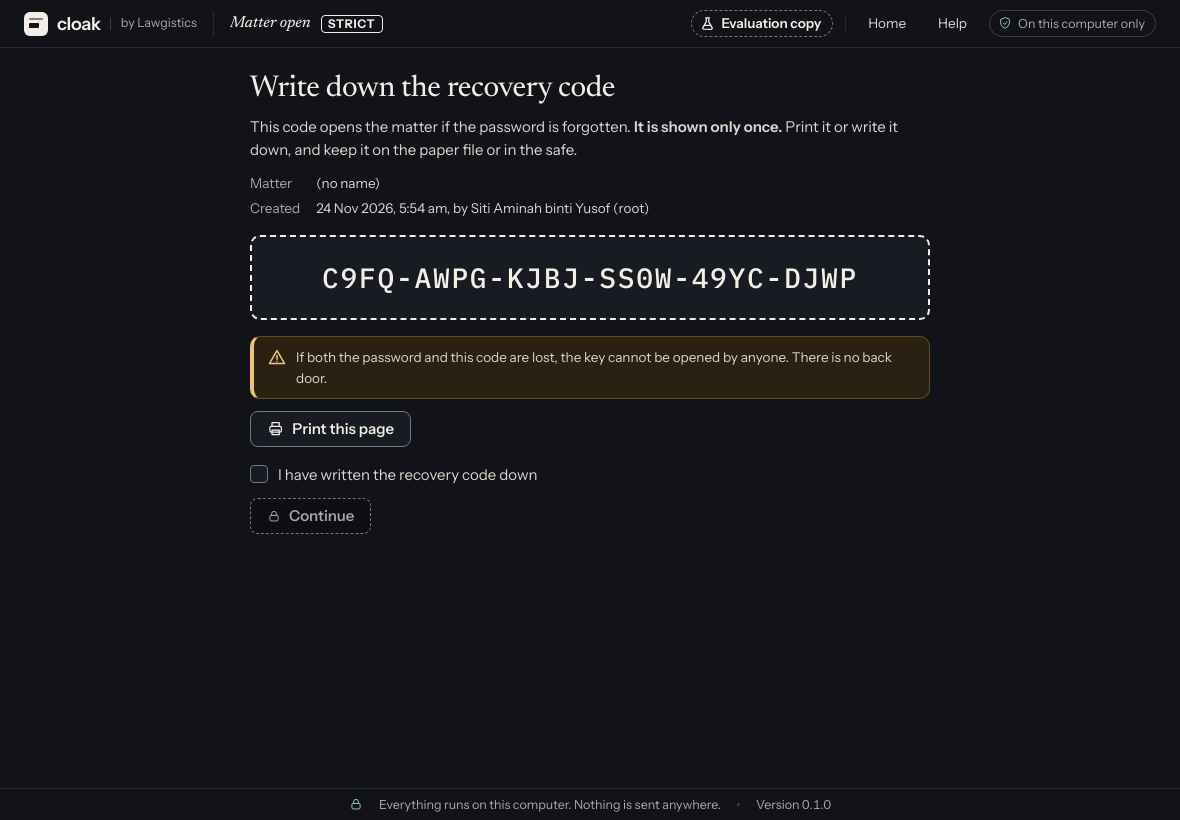 cloak by Lawgistics Matter open STRICT Evaluation copy Home Help On this computer only
Write down the recovery code
This code opens the matter if the password is forgotten. It is shown only once. Print it or write it
down, and keep it on the paper file or in the safe.
Matter (no name)
Created 24 Nov 2026, 5:54 am, by Siti Aminah binti Yusof (root)
C9FQ-AWPG-KJBJ-SS0W-49YC-DJWP
If both the password and this code are lost, the key cannot be opened by anyone. There is no back
door.
Print this page
I have written the recovery code down
Continue
Everything runs on this computer. Nothing is sent anywhere. • Version 0.1.0